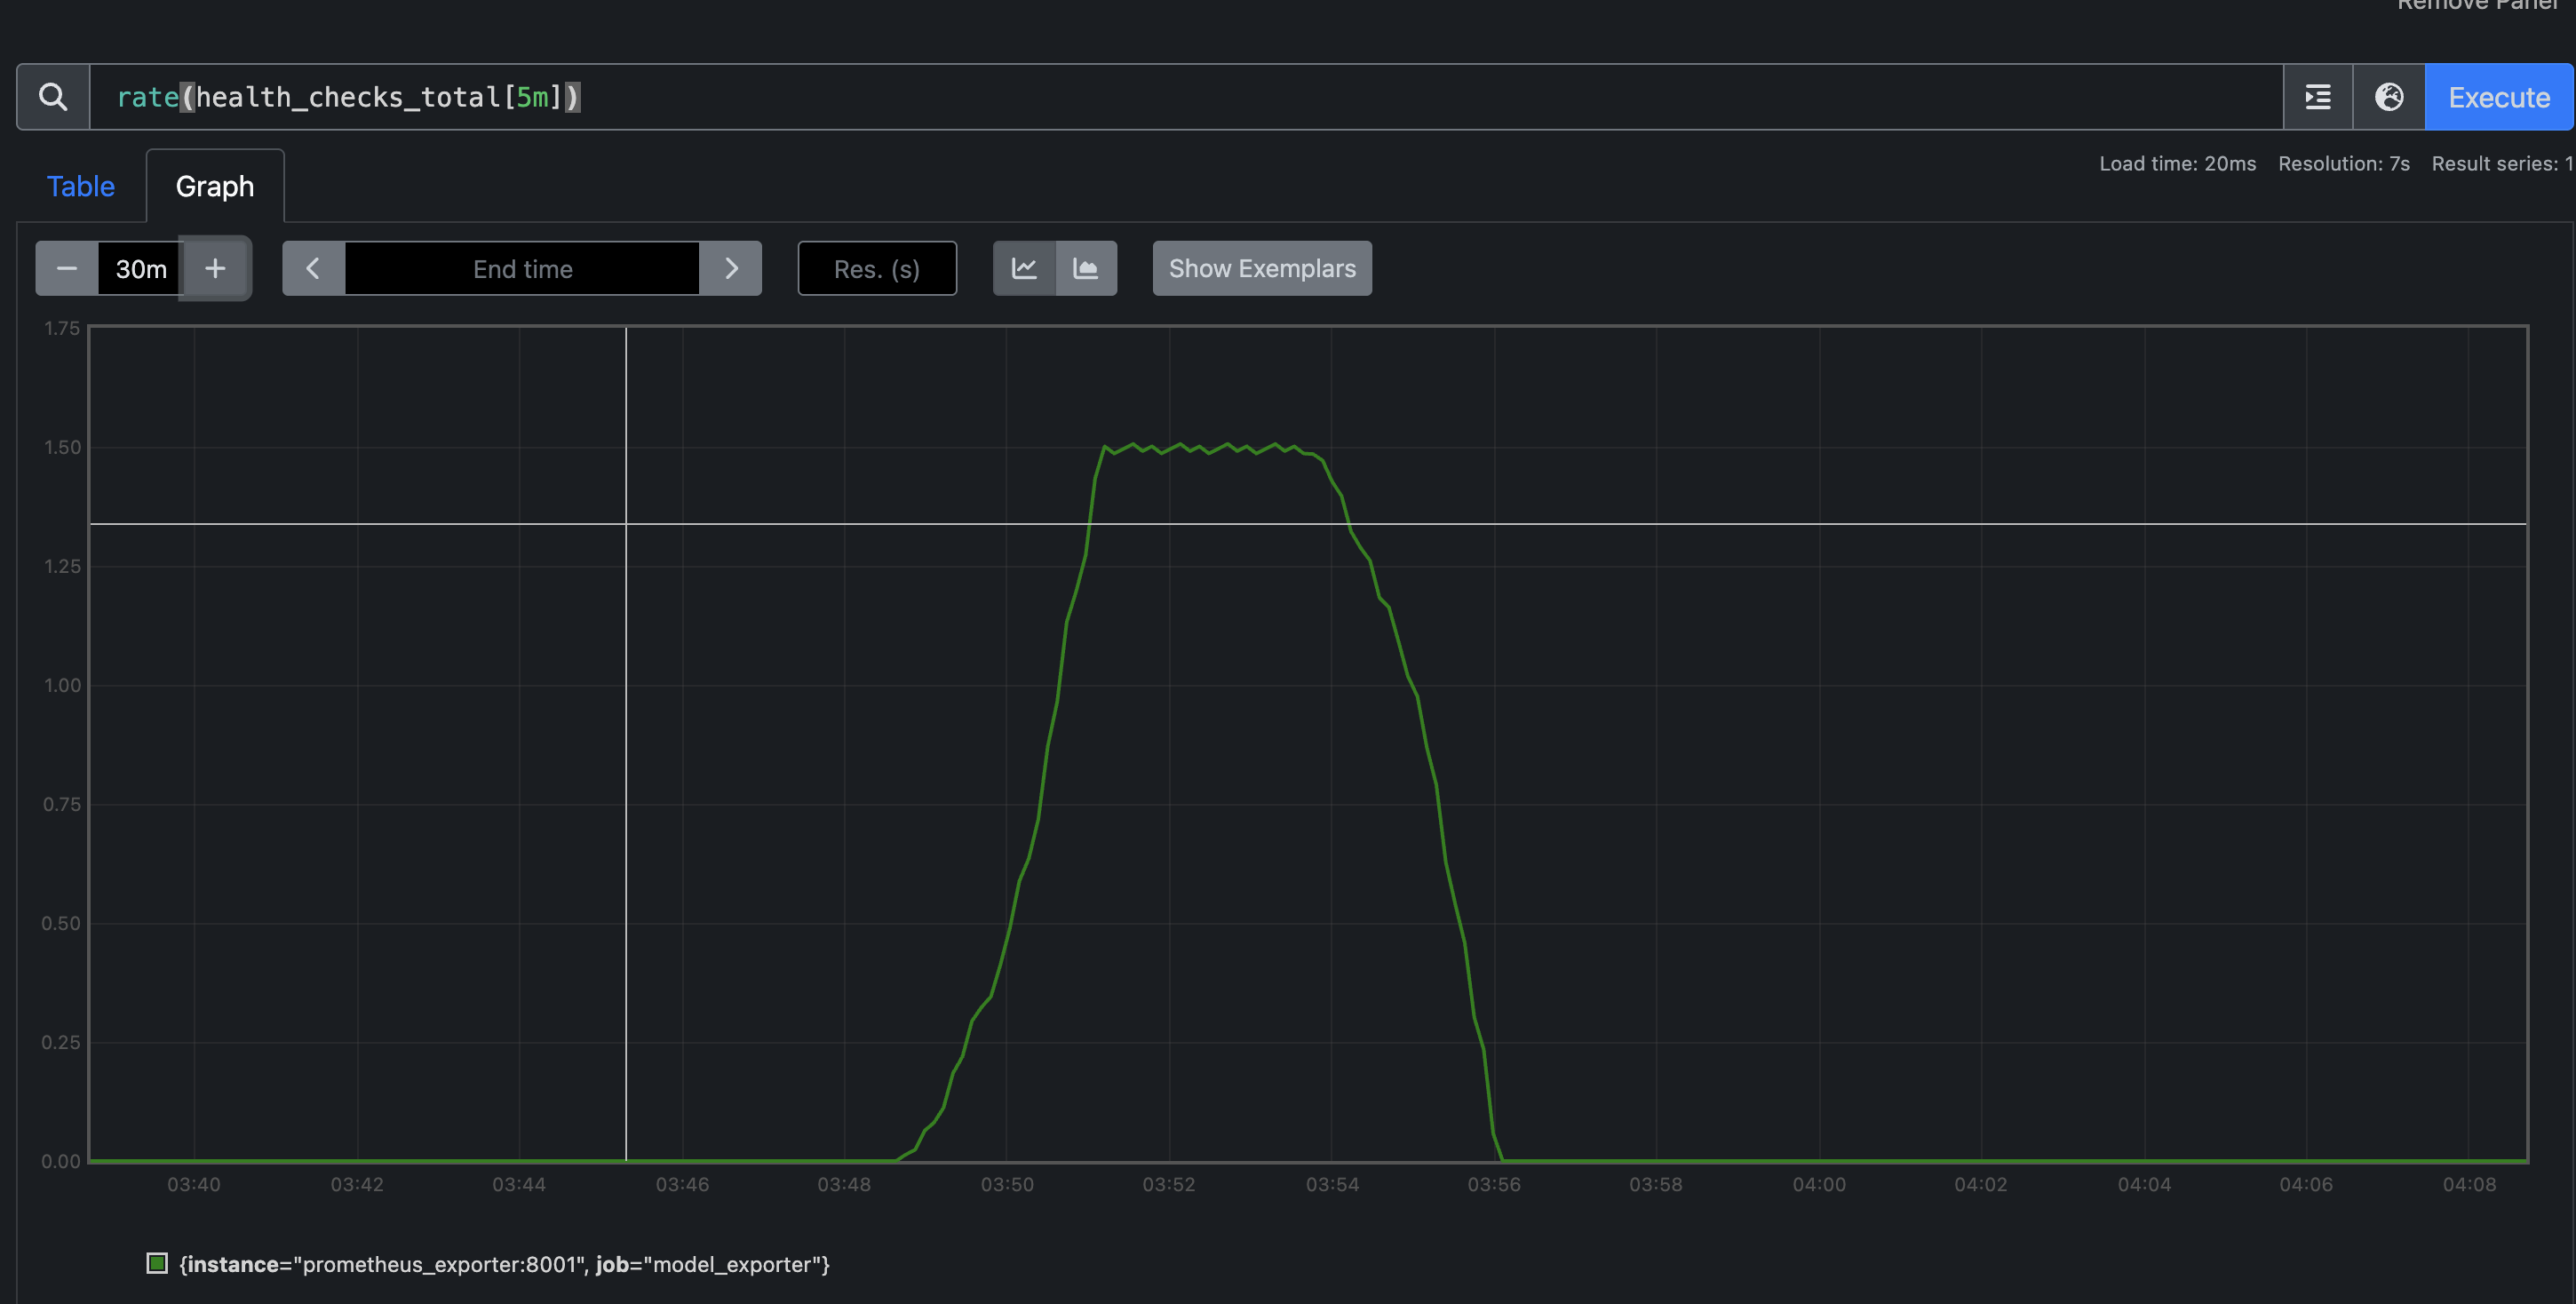 Remove Panel
rate(health_checks_total[5m])
Execute
Table
Graph
Load time: 20ms Resolution: 7s Result series: 1
30m
End time
Res. (s)
Show Exemplars
1.75
1.50
1.25
1.00
0.75
0.50
0.25
0.00
03:40 03:42 03:44 03:46 03:48 03:50 03:52 03:54 03:56 03:58 04:00 04:02 04:04 04:06 04:08
{instance="prometheus_exporter:8001", job="model_exporter"}